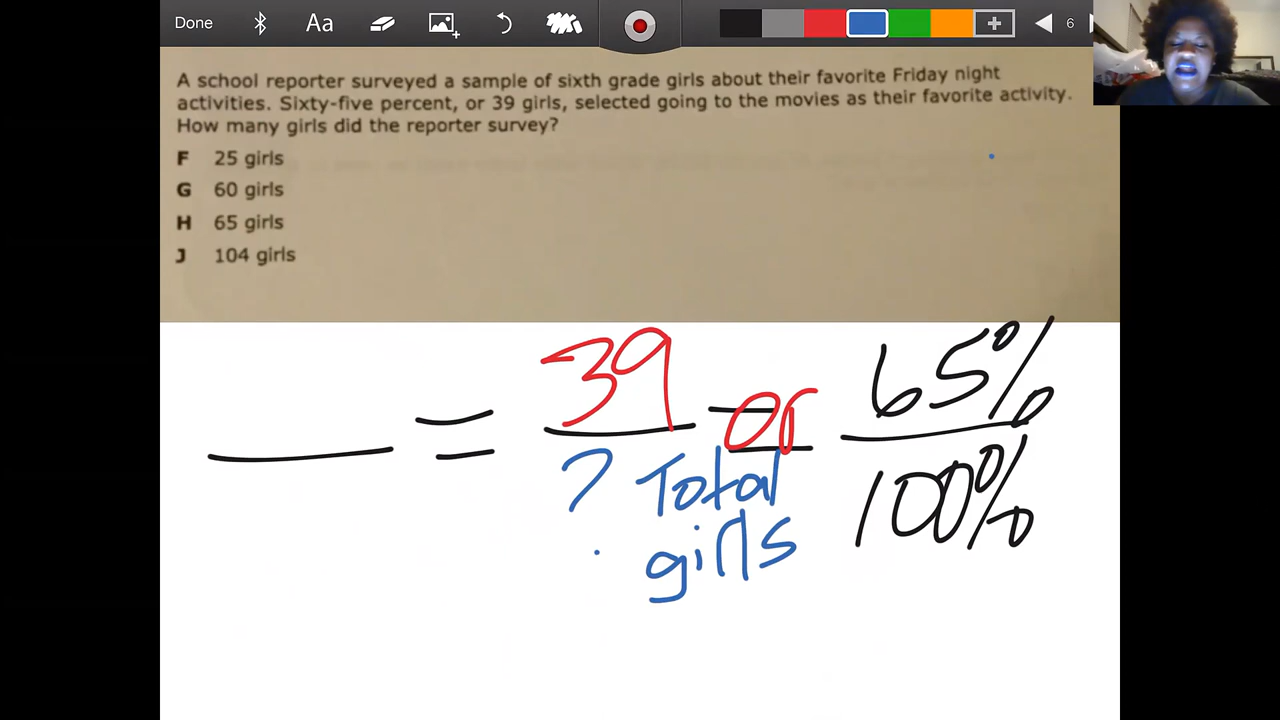 Done
Aa
6
A school reporter surveyed a sample of sixth grade girls about their favorite Friday night
activities. Sixty-five percent, or 39 girls, selected going to the movies as their favorite activity.
How many girls did the reporter survey?
F 25 girls
G 60 girls
H 65 girls
J 104 girls
= 39 or 65%
? Total 100%
girls